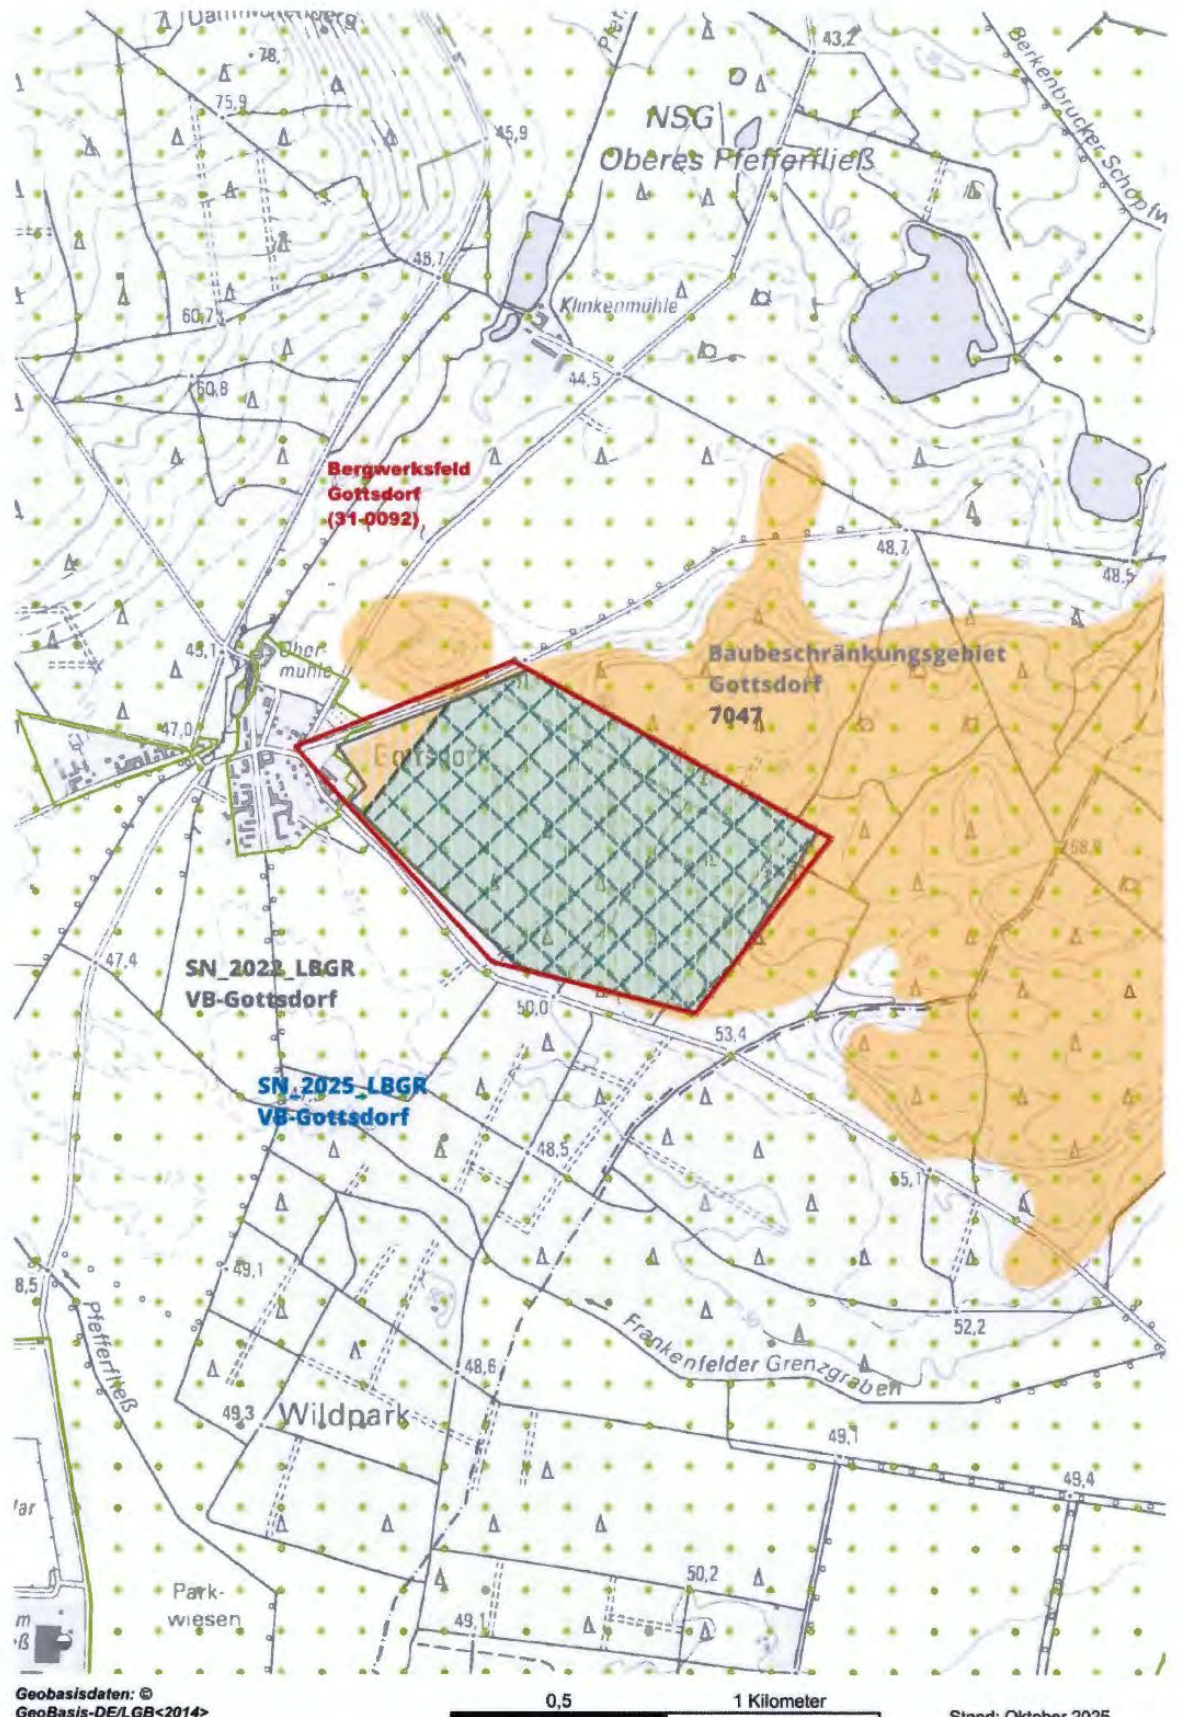 78,
75,9
43,2
Berkenbrücker Schöpfw
45,9
NSG
Oberes Pfefferfließ
45,7
Klinkenmühle
60,7
60,8
44,5
Bergwerksfeld
Gottsdorf
(31-0092)
48,7
48,5
45,1
Ober-
mühle
Baubeschränkungsgebiet
Gottsdorf
7047
47,0
Gottsdorf
68,8
47,4
SN_2022_LBGR
VB-Gottsdorf
50,0
53,4
SN_2025_LBGR
VB-Gottsdorf
48,5
55,1
49,1
8,5
Pfefferfließ
52,2
Frankenfelder Grenzgraben
48,6
49,3
Wildpark
49,1
49,4
Park-
wiesen
50,2
49,1
Geobasisdaten: ©
GeoBasis-DE/LGB<2014>
0,5
1 Kilometer
Stand: Oktober 2025